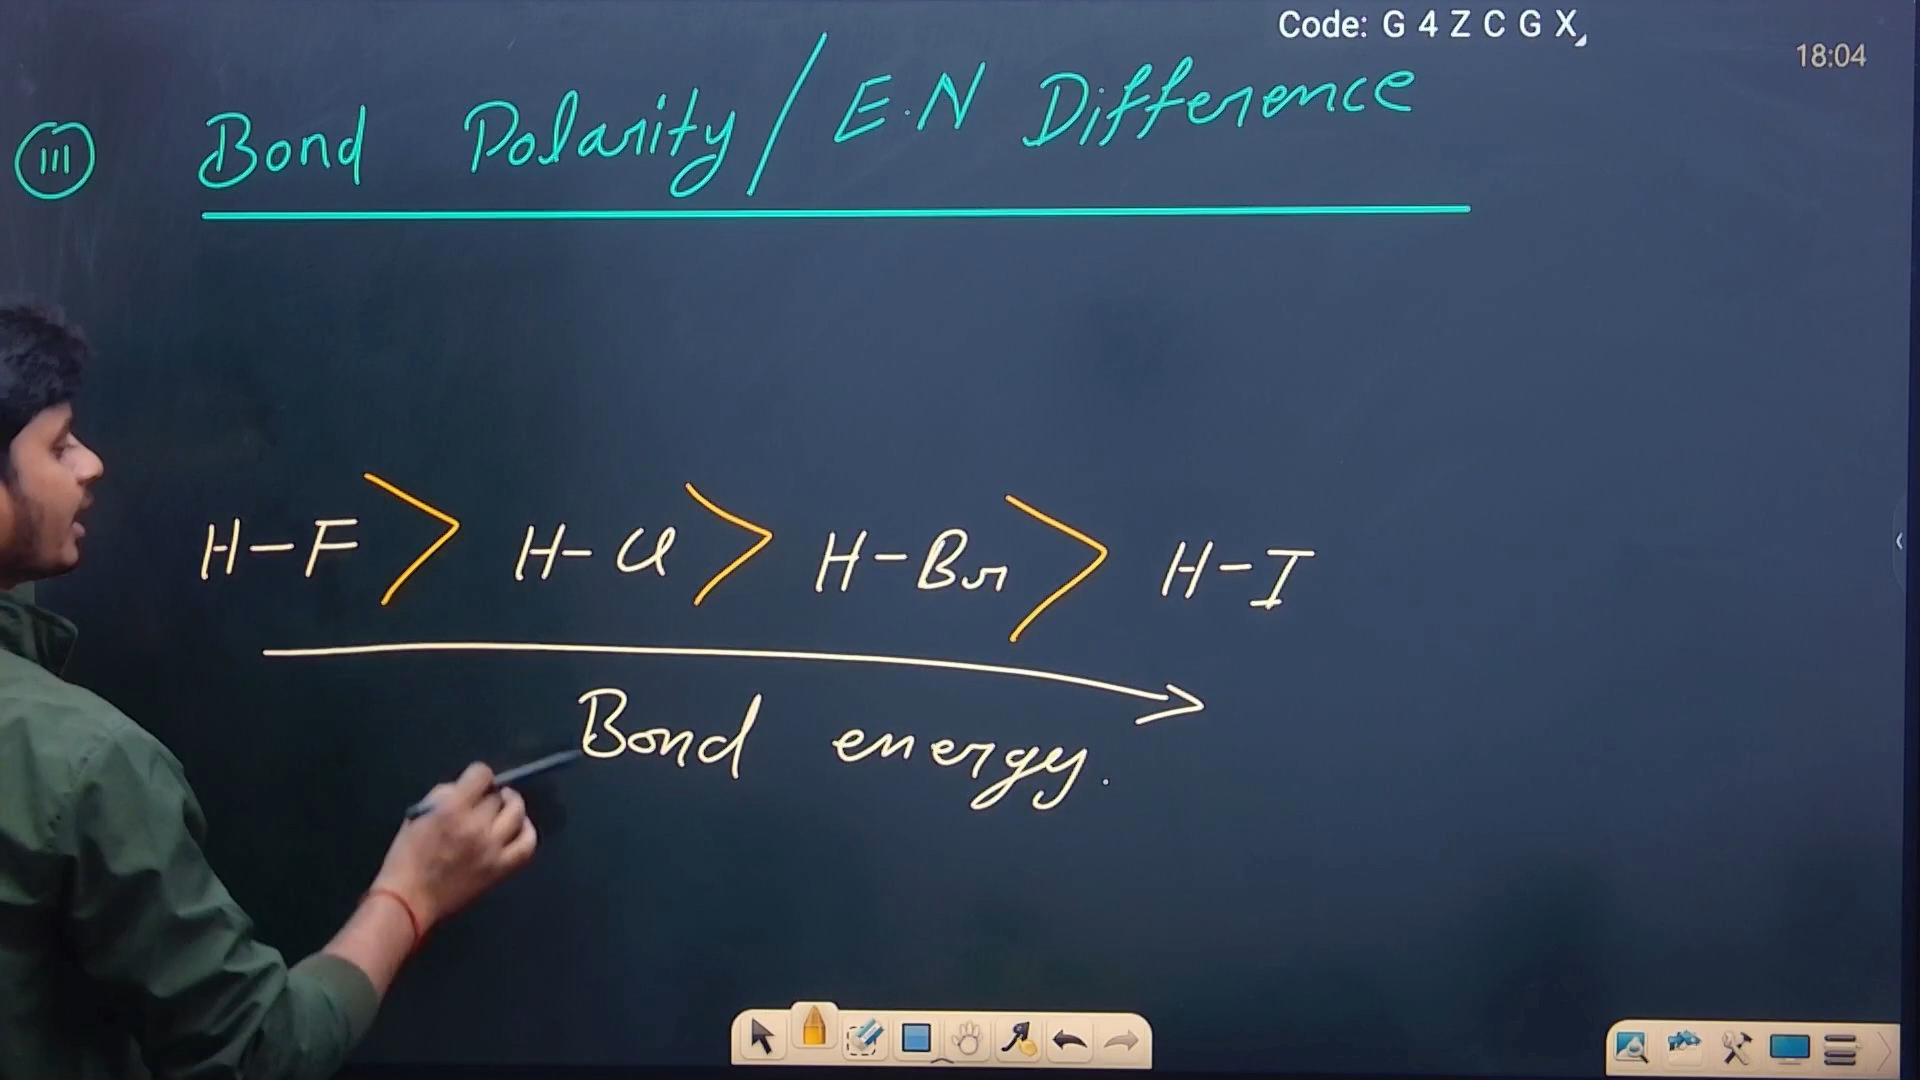 Code: G 4 Z C G X
18:04
III Bond Polarity / E.N Difference
H-F > H-Cl > H-Br > H-I
Bond energy.